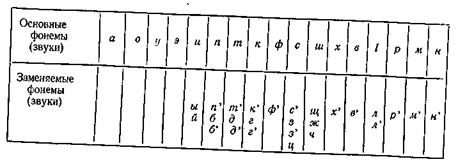 Основные
фонемы а о у э и п т к ф с ш х в l р м н
(звуки)
Заменяемые
фонемы
(звуки)
ы п’ т’ к’ ф’ с’ щ х’ в’ л р’ м’ н’
й б д г з ж л’
б’ д’ г’ з’ ч
ц